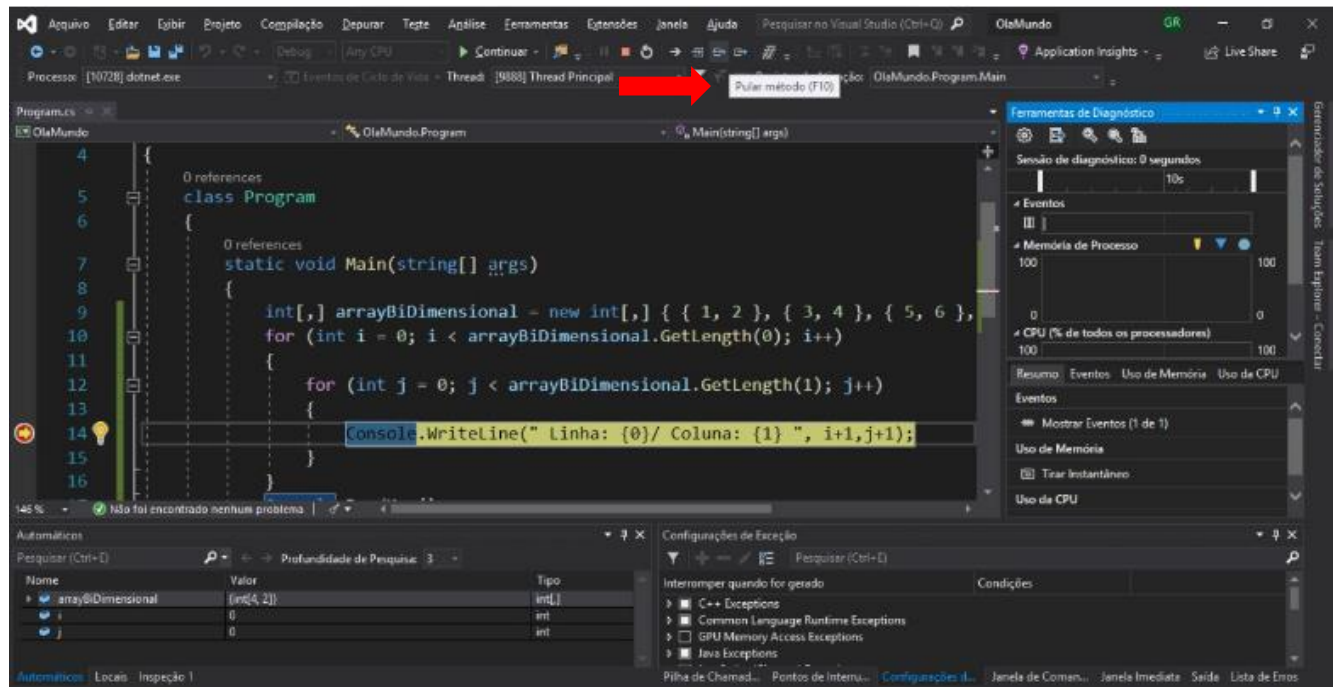 Arquivo Editar Exibir Projeto Compilação Depurar Teste Análise Ferramentas Extensões Janela Ajuda Pesquisar no Visual Studio (Ctrl+Q) OlaMundo GR
Debug Any CPU Continuar Application Insights Live Share
Processo: [10728] dotnet.exe Eventos de Ciclo de Vida Thread: [9888] Thread Principal OlaMundo.Program.Main
Pular método (F10)
Program.cs
OlaMundo OlaMundo.Program Main(string[] args)
4 {
0 references
5 class Program
6 {
0 references
7 static void Main(string[] args)
8 {
9 int[,] arrayBiDimensional = new int[,] { { 1, 2 }, { 3, 4 }, { 5, 6 },
10 for (int i = 0; i < arrayBiDimensional.GetLength(0); i++)
11 {
12 for (int j = 0; j < arrayBiDimensional.GetLength(1); j++)
13 {
14 Console.WriteLine(" Linha: {0}/ Coluna: {1} ", i+1,j+1);
15 }
16 }
146 % Não foi encontrado nenhum problema
Ferramentas de Diagnóstico
Sessão de diagnóstico: 0 segundos
10s
Eventos
Memória de Processo
100 100
0 0
CPU (% de todos os processadores)
100 100
Resumo Eventos Uso de Memória Uso da CPU
Eventos
Mostrar Eventos (1 de 1)
Uso de Memória
Tirar Instantâneo
Uso da CPU
Gerenciador de Soluções Team Explorer - Conectar
Automáticos
Pesquisar (Ctrl+E) Profundidade de Pesquisa: 3
Nome Valor Tipo
arrayBiDimensional {int[4, 2]} int[,]
i 0 int
j 0 int
Automáticos Locais Inspeção 1
Configurações de Exceção
Pesquisar (Ctrl+E)
Interromper quando for gerado Condições
C++ Exceptions
Common Language Runtime Exceptions
GPU Memory Access Exceptions
Java Exceptions
Pilha de Chamad... Pontos de Interru... Configurações d... Janela de Coman... Janela Imediata Saída Lista de Erros